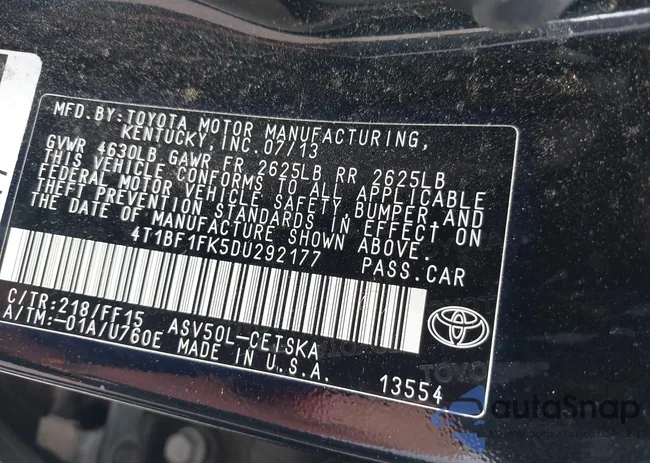 MFD. BY: TOYOTA MOTOR MANUFACTURING,
KENTUCKY, INC. 07/13
GVWR 4630LB GAWR FR 2625LB RR 2625LB
THIS VEHICLE CONFORMS TO ALL APPLICABLE
FEDERAL MOTOR VEHICLE SAFETY, BUMPER, AND
THEFT PREVENTION STANDARDS IN EFFECT ON
THE DATE OF MANUFACTURE SHOWN ABOVE.
4T1BF1FK5DU292177 PASS. CAR
C/TR: 218/FF15 ASV50L-CETSKA
A/TM: -01A/U760E MADE IN U.S.A.
13554
TOYOTA
autoSnap